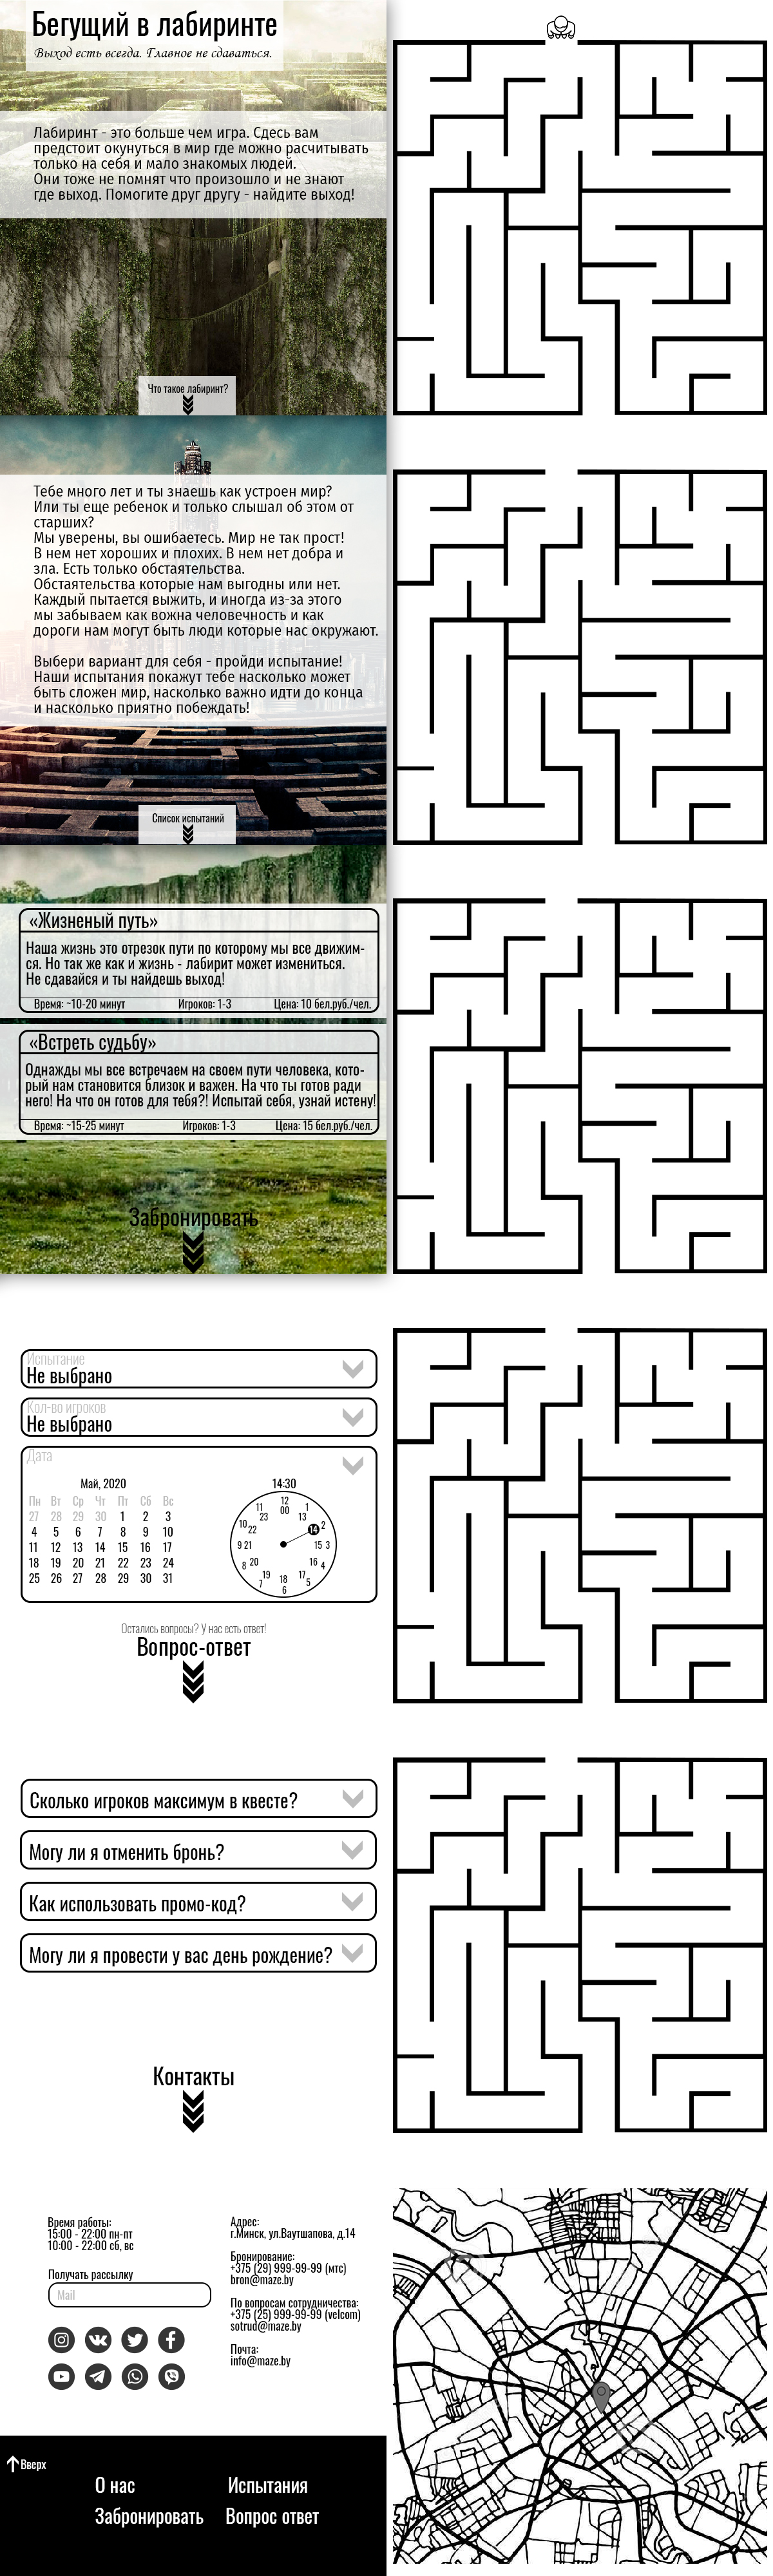 Бегущий в лабиринте
Выход есть всегда. Главное не сдаваться.
Лабиринт - это больше чем игра. Сдесь вам
предстоит окунуться в мир где можно расчитывать
только на себя и мало знакомых людей.
Они тоже не помнят что произошло и не знают
где выход. Помогите друг другу - найдите выход!
Что такое лабиринт?
Тебе много лет и ты знаешь как устроен мир?
Или ты еще ребенок и только слышал об этом от
старших?
Мы уверены, вы ошибаетесь. Мир не так прост!
В нем нет хороших и плохих. В нем нет добра и
зла. Есть только обстаятельства.
Обстаятельства которые нам выгодны или нет.
Каждый пытается выжить, и иногда из-за этого
мы забываем как вожна человечность и как
дороги нам могут быть люди которые нас окружают.
Выбери вариант для себя - пройди испытание!
Наши испытания покажут тебе насколько может
быть сложен мир, насколько важно идти до конца
и насколько приятно побеждать!
Список испытаний
«Жизненый путь»
Наша жизнь это отрезок пути по которому мы все движим-
ся. Но так же как и жизнь - лабирит может измениться.
Не сдавайся и ты найдешь выход!
Время: ~10-20 минут Игроков: 1-3 Цена: 10 бел.руб./чел.
«Встреть судьбу»
Однажды мы все встречаем на своем пути человека, кото-
рый нам становится близок и важен. На что ты готов ради
него! На что он готов для тебя?! Испытай себя, узнай истену!
Время: ~15-25 минут Игроков: 1-3 Цена: 15 бел.руб./чел.
Забронировать
Испытание
Не выбрано
Кол-во игроков
Не выбрано
Дата
Май, 2020
Пн Вт Ср Чт Пт Сб Вс
27 28 29 30 1 2 3
4 5 6 7 8 9 10
11 12 13 14 15 16 17
18 19 20 21 22 23 24
25 26 27 28 29 30 31
14:30
12
11 00 1
23 13
10 22 14 2
9 21 15 3
8 20 16 4
19 17
7 18 5
6
Остались вопросы? У нас есть ответ!
Вопрос-ответ
Сколько игроков максимум в квесте?
Могу ли я отменить бронь?
Как использовать промо-код?
Могу ли я провести у вас день рождение?
Контакты
Время работы:
15:00 - 22:00 пн-пт
10:00 - 22:00 сб, вс
Получать рассылку
Mail
Адрес:
г.Минск, ул.Ваутшапова, д.14
Бронирование:
+375 (29) 999-99-99 (мтс)
bron@maze.by
По вопросам сотрудничества:
+375 (25) 999-99-99 (velcom)
sotrud@maze.by
Почта:
info@maze.by
Вверх
О нас Испытания
Забронировать Вопрос ответ